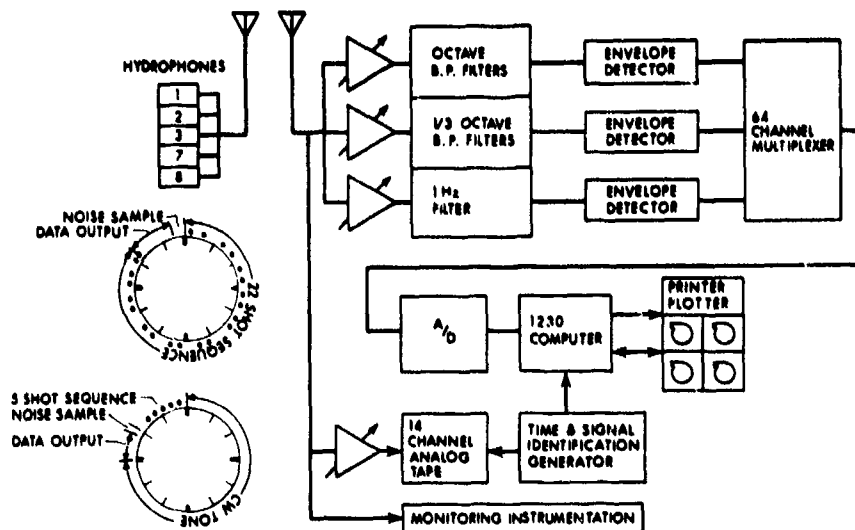 HYDROPHONES
1
2
3
7
8
OCTAVE
B.P. FILTERS
ENVELOPE
DETECTOR
64
CHANNEL
MULTIPLEXER
1/3 OCTAVE
B.P. FILTERS
ENVELOPE
DETECTOR
1 Hz
FILTER
ENVELOPE
DETECTOR
NOISE SAMPLE
DATA OUTPUT
22 SHOT SEQUENCE
A/D
1230
COMPUTER
PRINTER
PLOTTER
5 SHOT SEQUENCE
NOISE SAMPLE
DATA OUTPUT
CW TONE
14
CHANNEL
ANALOG
TAPE
TIME & SIGNAL
IDENTIFICATION
GENERATOR
MONITORING INSTRUMENTATION